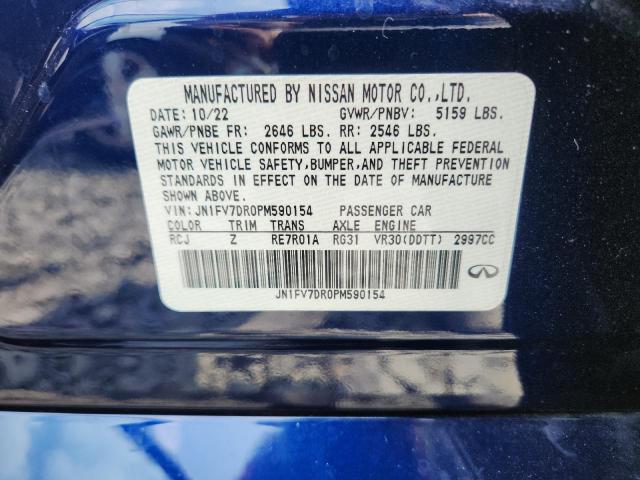 MANUFACTURED BY NISSAN MOTOR CO.,LTD.
DATE: 10/22 GVWR/PNBV: 5159 LBS.
GAWR/PNBE FR: 2646 LBS. RR: 2546 LBS.
THIS VEHICLE CONFORMS TO ALL APPLICABLE FEDERAL
MOTOR VEHICLE SAFETY,BUMPER,AND THEFT PREVENTION
STANDARDS IN EFFECT ON THE DATE OF MANUFACTURE
SHOWN ABOVE.
VIN:JN1FV7DR0PM590154 PASSENGER CAR
COLOR TRIM TRANS AXLE ENGINE
RCJ Z RE7R01A RG31 VR30(DDTT) 2997CC
JN1FV7DR0PM590154